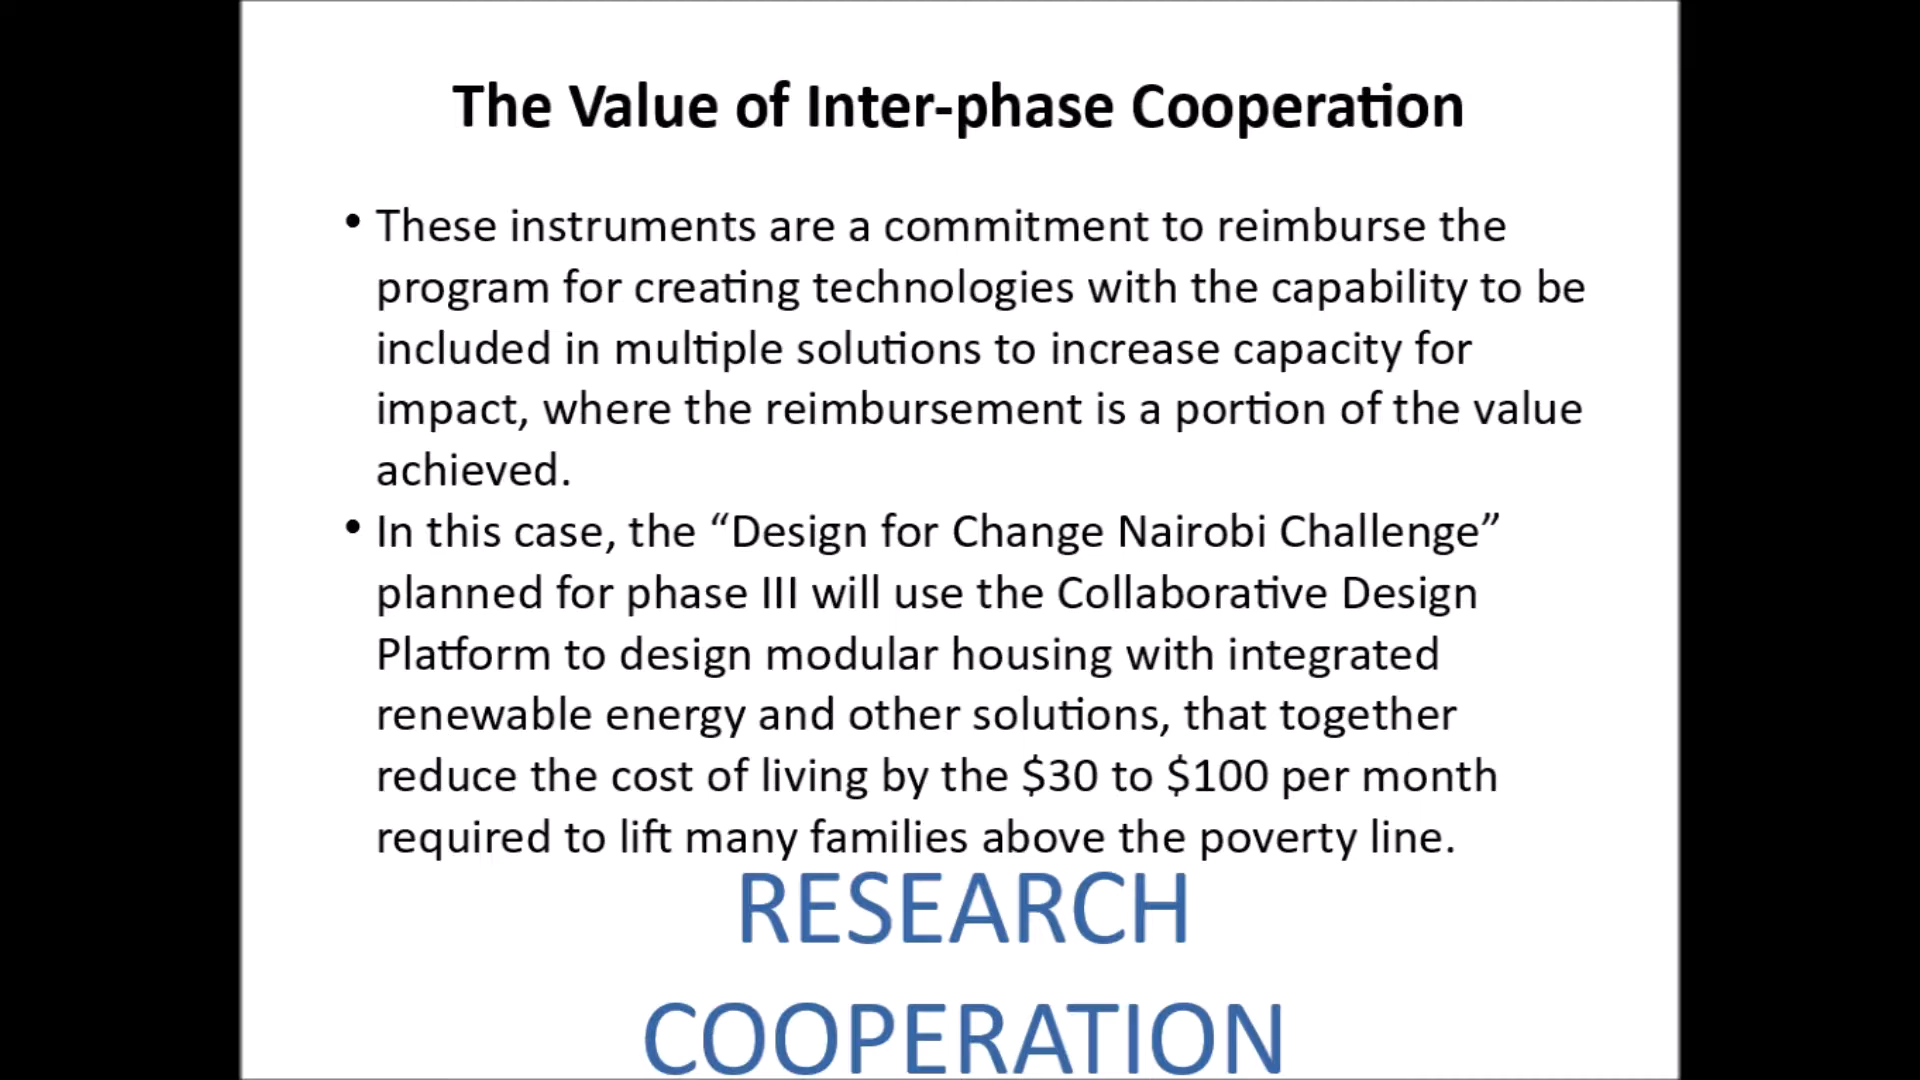 The Value of Inter-phase Cooperation
• These instruments are a commitment to reimburse the
program for creating technologies with the capability to be
included in multiple solutions to increase capacity for
impact, where the reimbursement is a portion of the value
achieved.
• In this case, the “Design for Change Nairobi Challenge”
planned for phase III will use the Collaborative Design
Platform to design modular housing with integrated
renewable energy and other solutions, that together
reduce the cost of living by the $30 to $100 per month
required to lift many families above the poverty line.
RESEARCH
COOPERATION